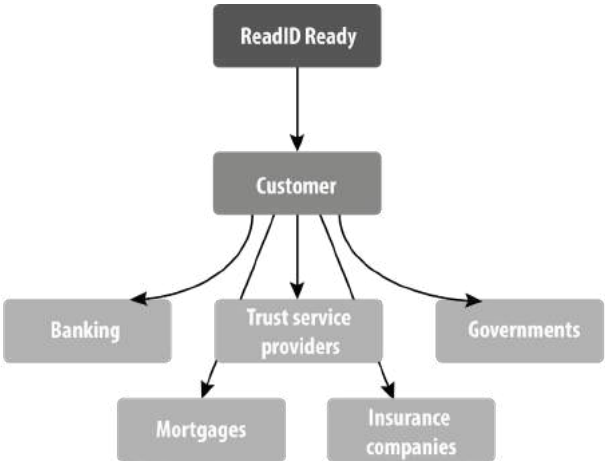 ReadID Ready
Customer
Banking
Trust service
providers
Governments
Mortgages
Insurance
companies